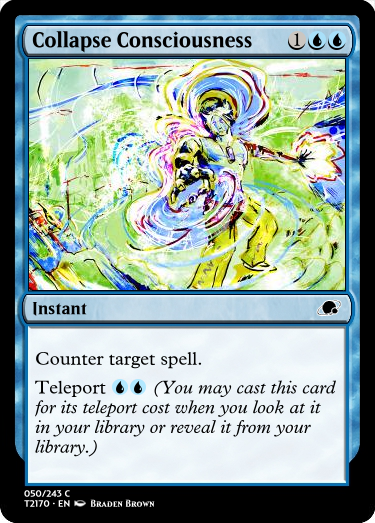 Collapse Consciousness 1
Instant
Counter target spell.
Teleport (You may cast this card
for its teleport cost when you look at it
in your library or reveal it from your
library.)
050/243 C
T2170 · EN Braden Brown